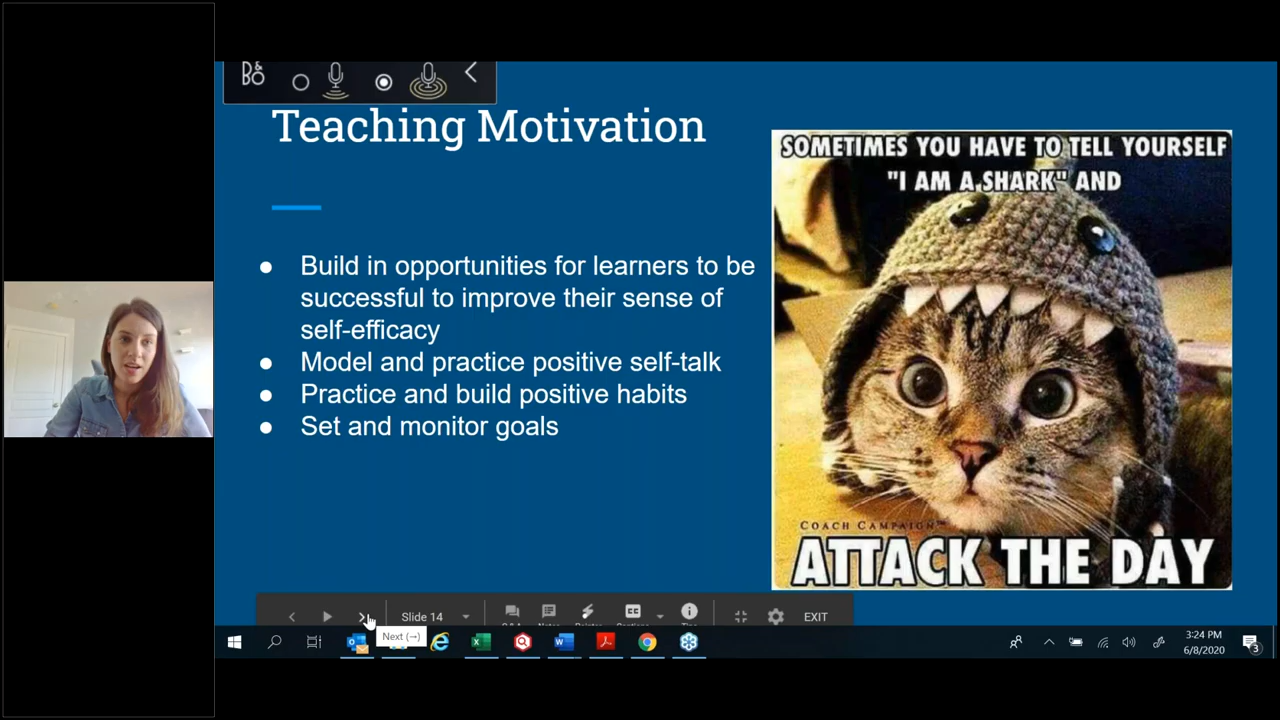 B&O
Teaching Motivation
SOMETIMES YOU HAVE TO TELL YOURSELF
"I AM A SHARK" AND
● Build in opportunities for learners to be
successful to improve their sense of
self-efficacy
● Model and practice positive self-talk
● Practice and build positive habits
● Set and monitor goals
COACH CAMPAIGN™
ATTACK THE DAY
Slide 14
EXIT
Next (→)
3:24 PM
6/8/2020
3